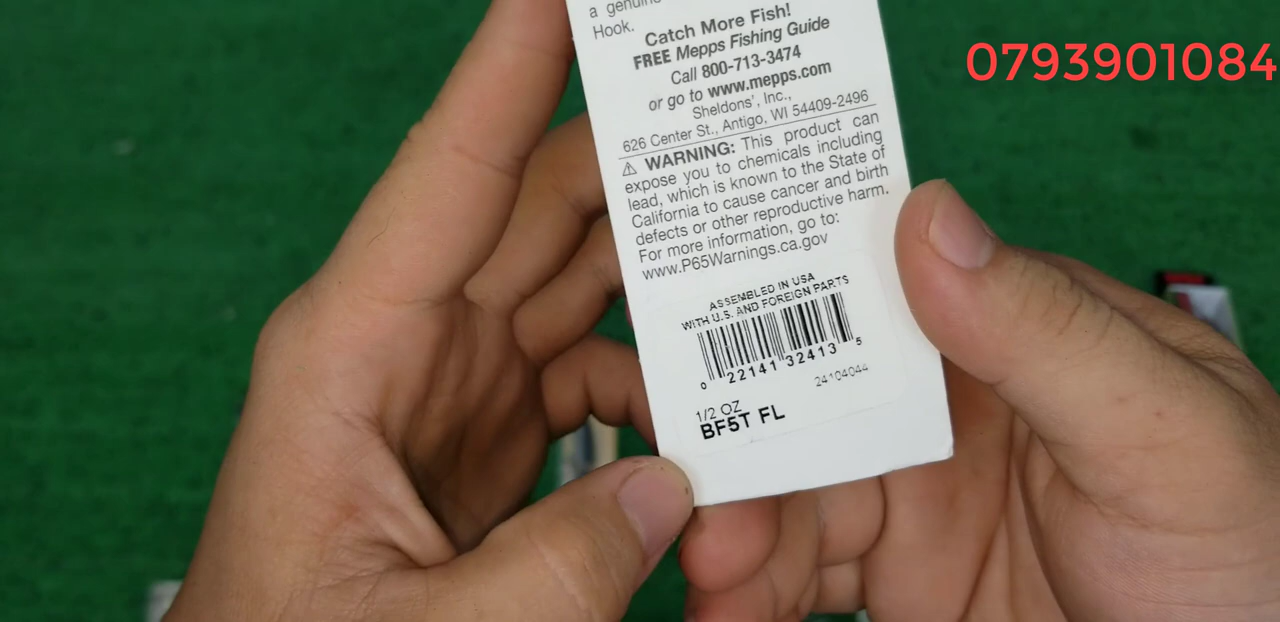 a genuine
Hook.
Catch More Fish!
FREE Mepps Fishing Guide
Call 800-713-3474
or go to www.mepps.com
Sheldons', Inc.,
626 Center St., Antigo, WI 54409-2496
⚠ WARNING: This product can
expose you to chemicals including
lead, which is known to the State of
California to cause cancer and birth
defects or other reproductive harm.
For more information, go to:
www.P65Warnings.ca.gov
ASSEMBLED IN USA
WITH U.S. AND FOREIGN PARTS
0 22141 32413 5
24104044
1/2 OZ
BF5T FL
0793901084